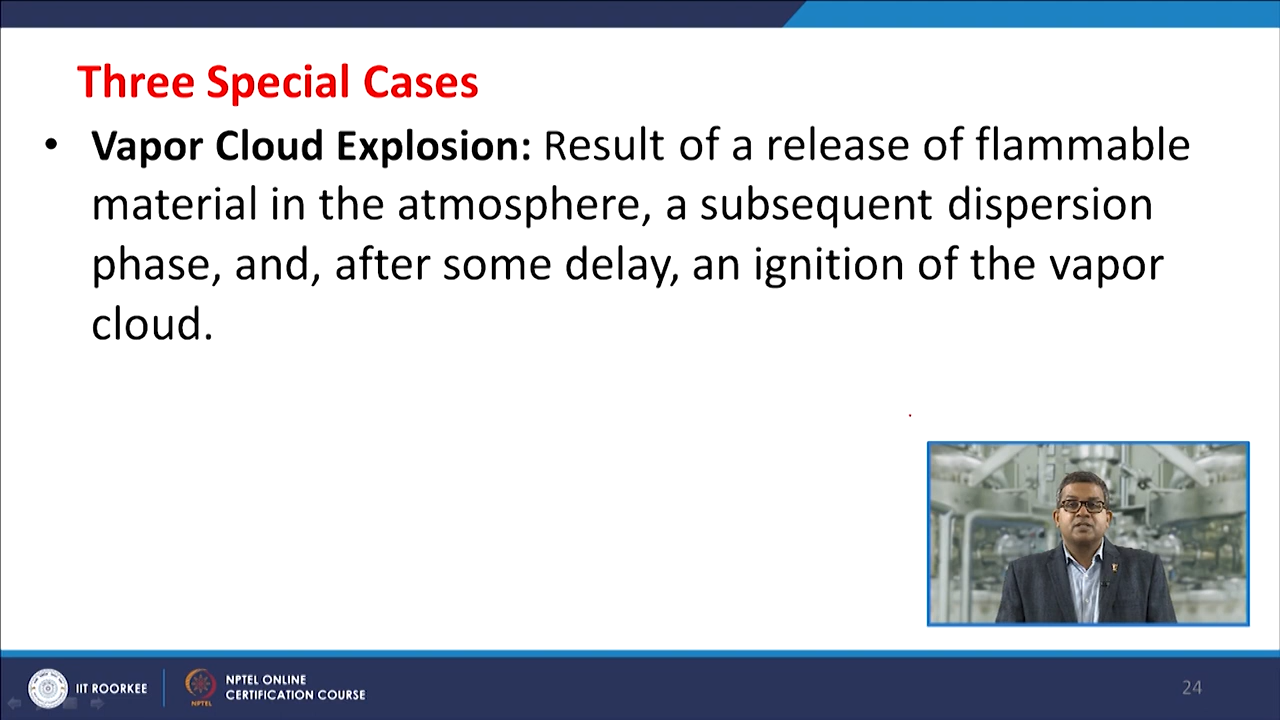 Three Special Cases
• Vapor Cloud Explosion: Result of a release of flammable
material in the atmosphere, a subsequent dispersion
phase, and, after some delay, an ignition of the vapor
cloud.
IIT ROORKEE
NPTEL
NPTEL ONLINE
CERTIFICATION COURSE
24